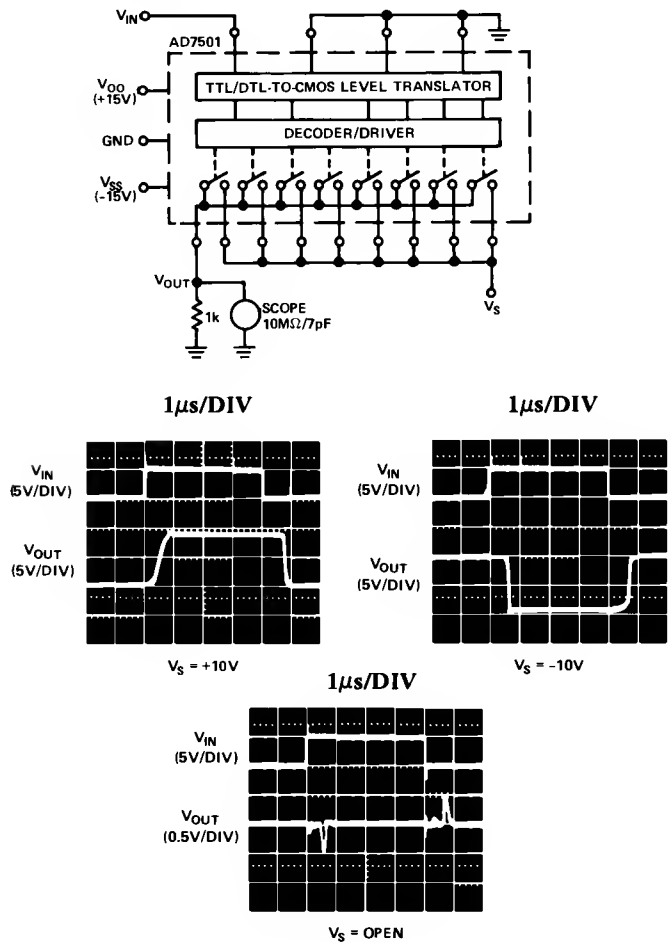 VIN
AD7501
VOO
(+15V)
TTL/DTL-TO-CMOS LEVEL TRANSLATOR
DECODER/DRIVER
GND
VSS
(-15V)
VOUT
1k
SCOPE
10MΩ/7pF
VS
1μs/DIV
VIN
(5V/DIV)
VOUT
(5V/DIV)
VS = +10V
1μs/DIV
VIN
(5V/DIV)
VOUT
(5V/DIV)
VS = -10V
1μs/DIV
VIN
(5V/DIV)
VOUT
(0.5V/DIV)
VS = OPEN